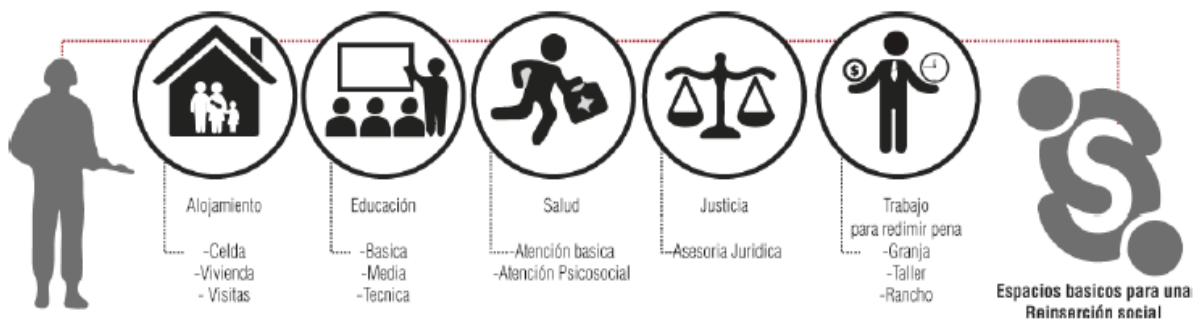 Alojamiento
-Celda
-Vivienda
- Visitas
Educación
-Basica
-Media
-Tecnica
Salud
-Atención basica
-Atención Psicosocial
Justicia
-Asesoria Juridica
$
Trabajo
para redimir pena
-Granja
-Taller
-Rancho
S
Espacios basicos para una
Reinserción social